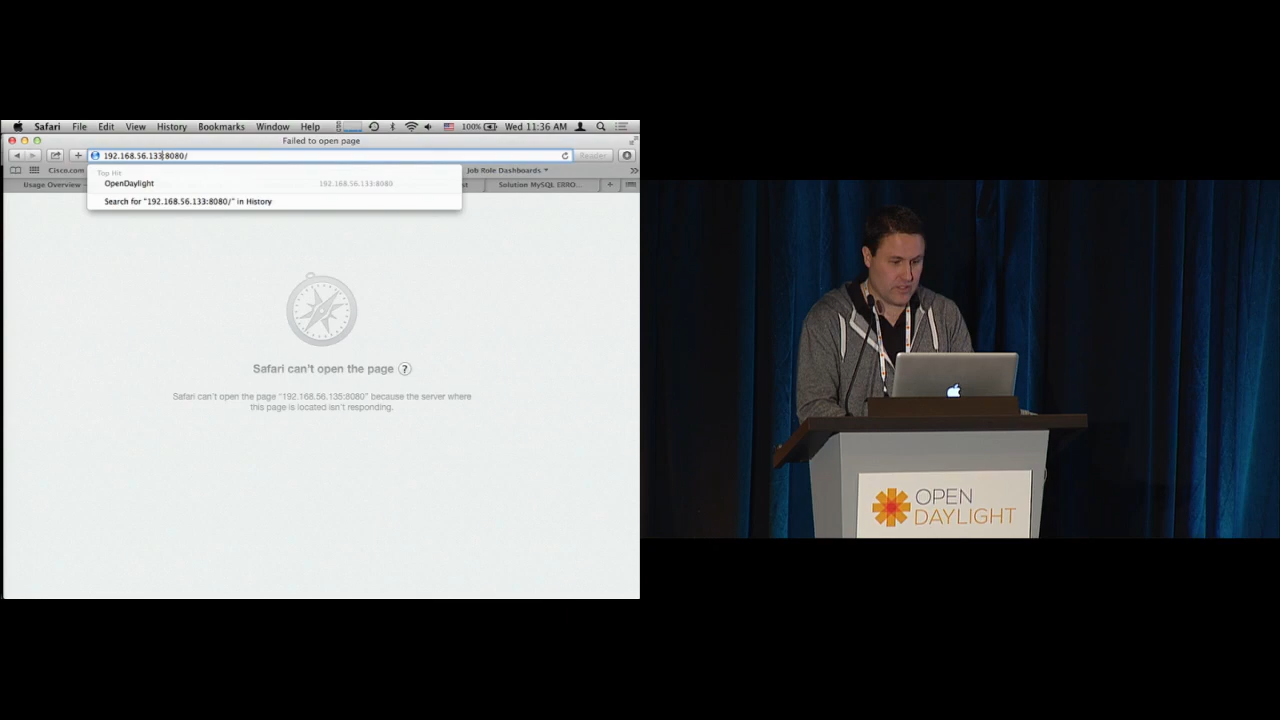 Safari File Edit View History Bookmarks Window Help 100% Wed 11:36 AM
Failed to open page
192.168.56.133:8080/ Reader
Cisco.com Job Role Dashboards
Top Hit
OpenDaylight 192.168.56.133:8080
Usage Overview st Solution MySQL ERRO... +
Search for "192.168.56.133:8080/" in History
Safari can't open the page ?
Safari can't open the page "192.168.56.135:8080" because the server where
this page is located isn't responding.
OPEN
DAYLIGHT